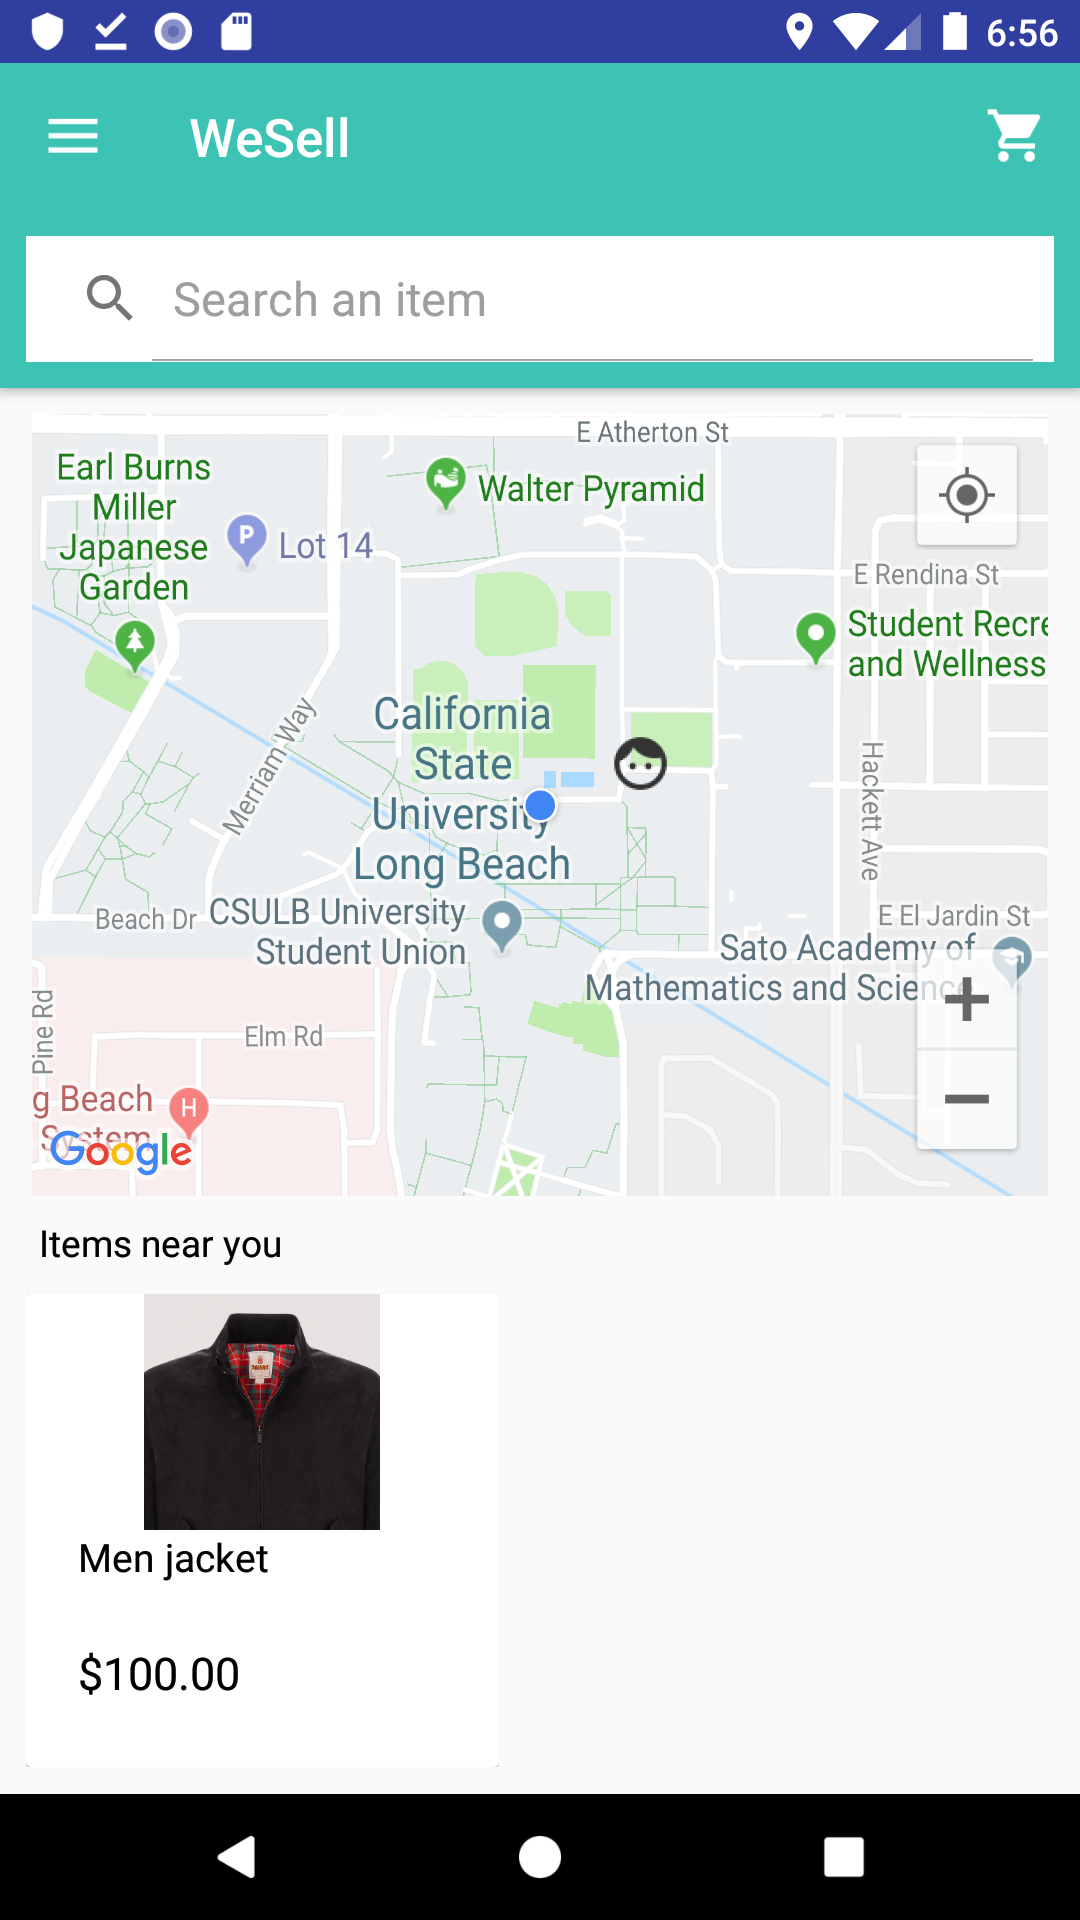 6:56
WeSell
Search an item
E Atherton St
Earl Burns
Miller
Japanese
Garden
Walter Pyramid
P
Lot 14
E Rendina St
Student Recre
and Wellness
California
State
University
Long Beach
Merriam Way
Hackett Ave
Beach Dr
CSULB University
Student Union
E El Jardin St
Sato Academy of
Mathematics and Science
Pine Rd
Elm Rd
g Beach
System
H
Google
Items near you
Men jacket
$100.00